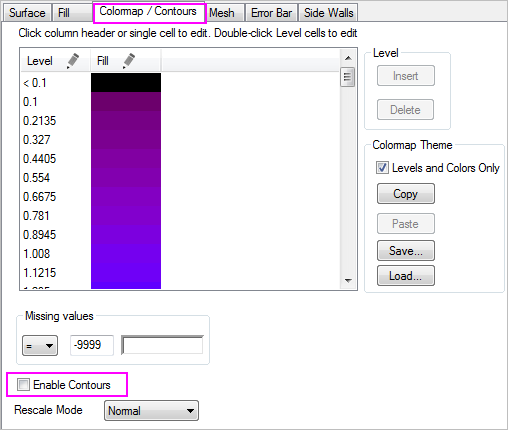 Surface Fill Colormap / Contours Mesh Error Bar Side Walls
Click column header or single cell to edit. Double-click Level cells to edit
Level Fill
< 0.1
0.1
0.2135
0.327
0.4405
0.554
0.6675
0.781
0.8945
1.008
1.1215
Level
Insert
Delete
Colormap Theme
Levels and Colors Only
Copy
Paste
Save...
Load...
Missing values
= -9999
Enable Contours
Rescale Mode Normal